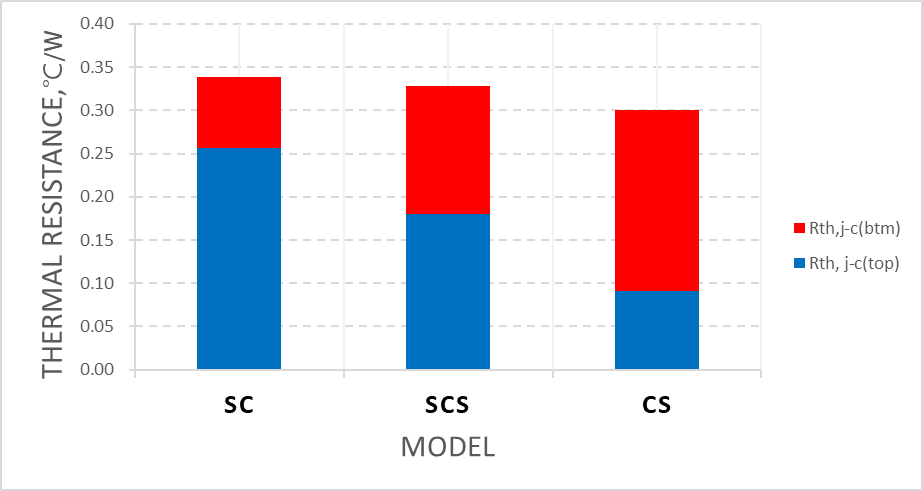 0.40
0.35
0.30
0.25
0.20
0.15
0.10
0.05
0.00
THERMAL RESISTANCE, ℃/W
SC
SCS
CS
MODEL
Rth,j-c(btm)
Rth, j-c(top)